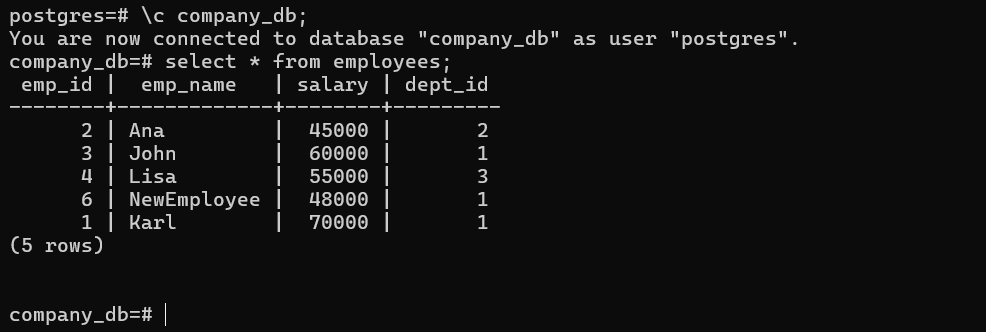 postgres=# \c company_db;
You are now connected to database "company_db" as user "postgres".
company_db=# select * from employees;
 emp_id |  emp_name   | salary | dept_id
--------+-------------+--------+---------
      2 | Ana         |  45000 |       2
      3 | John        |  60000 |       1
      4 | Lisa        |  55000 |       3
      6 | NewEmployee |  48000 |       1
      1 | Karl        |  70000 |       1
(5 rows)
company_db=#